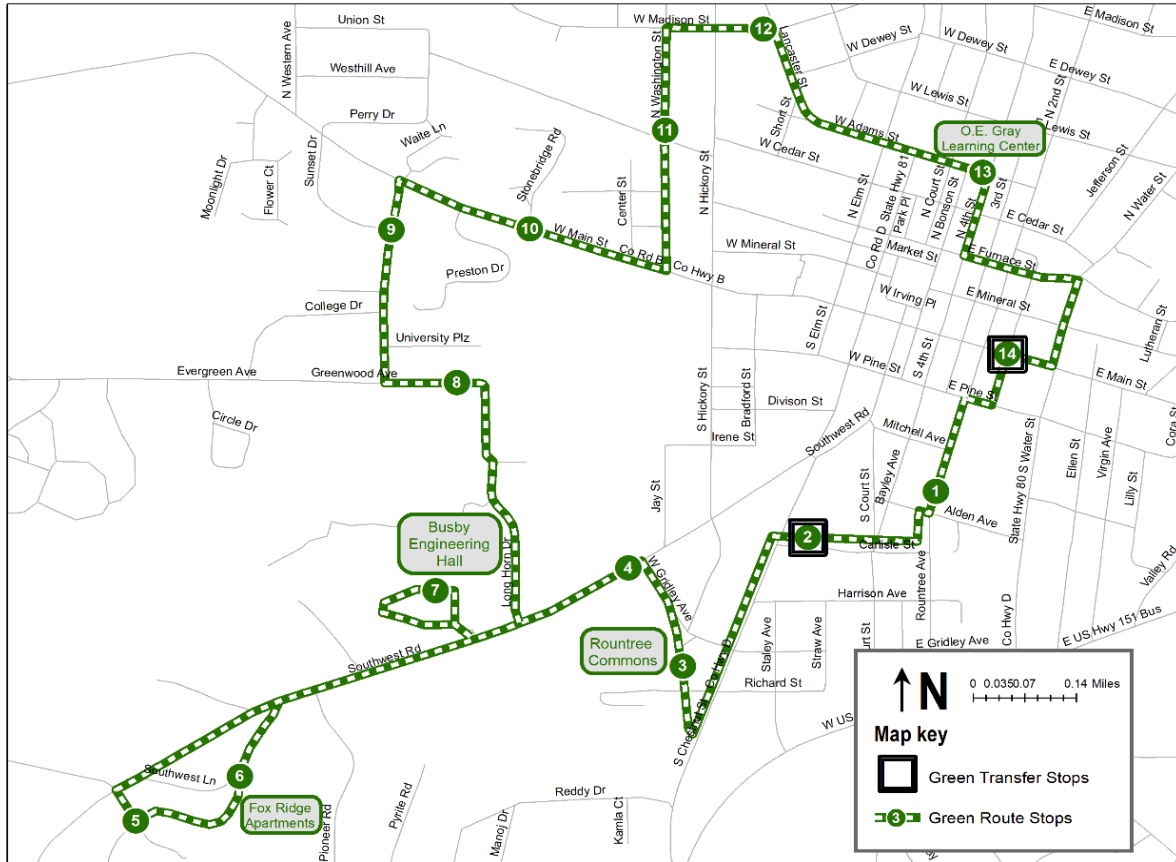 Union St
N Western Ave
Westhill Ave
Perry Dr
Waite Ln
Sunset Dr
Moonlight Dr
Flower Ct
Stonebridge Rd
W Madison St
N Washington St
12
Lancaster St
W Dewey St
W Dewey St
E Madison St
E Dewey St
W Lewis St
Lewis St
N 2nd St
Short St
W Adams St
11
W Cedar St
O.E. Gray
Learning Center
13
3rd St
Jefferson St
N Water St
Center St
N Hickory St
N Elm St
State Hwy 81
Park Pl
Co Rd D
N Court St
N Bonson St
N 4th St
E Cedar St
9
10
W Main St
Co Rd B
Co Hwy B
W Mineral St
Market St
E Furnace St
Preston Dr
College Dr
University Plz
W Irving Pl
E Mineral St
S Elm St
S 4th St
14
Lutheran St
Evergreen Ave
Greenwood Ave
8
W Pine St
E Pine St
E Main St
Circle Dr
S Hickory St
Bradford St
Divison St
Irene St
Southwest Rd
Mitchell Ave
State Hwy 80 S Water St
Ellen St
Virgin Ave
Lilly St
Cora St
Jay St
S Court St
Bayley Ave
1
Alden Ave
Busby
Engineering
Hall
7
Long Horn Dr
4
W Gridley Ave
2
Carlisle St
Rountree Ave
Valley Rd
Harrison Ave
Staley Ave
Straw Ave
urt St
E Gridley Ave
Co Hwy D
E US Hwy 151 Bus
Rountree
Commons
3
Co Hwy D
S Chestnut St
Richard St
W US
Southwest Rd
Southwest Ln
6
5
Fox Ridge
Apartments
Pioneer Rd
Pyrite Rd
Manoj Dr
Reddy Dr
Kamla Ct
N
0 0.0350.07 0.14 Miles
Map key
Green Transfer Stops
3 Green Route Stops